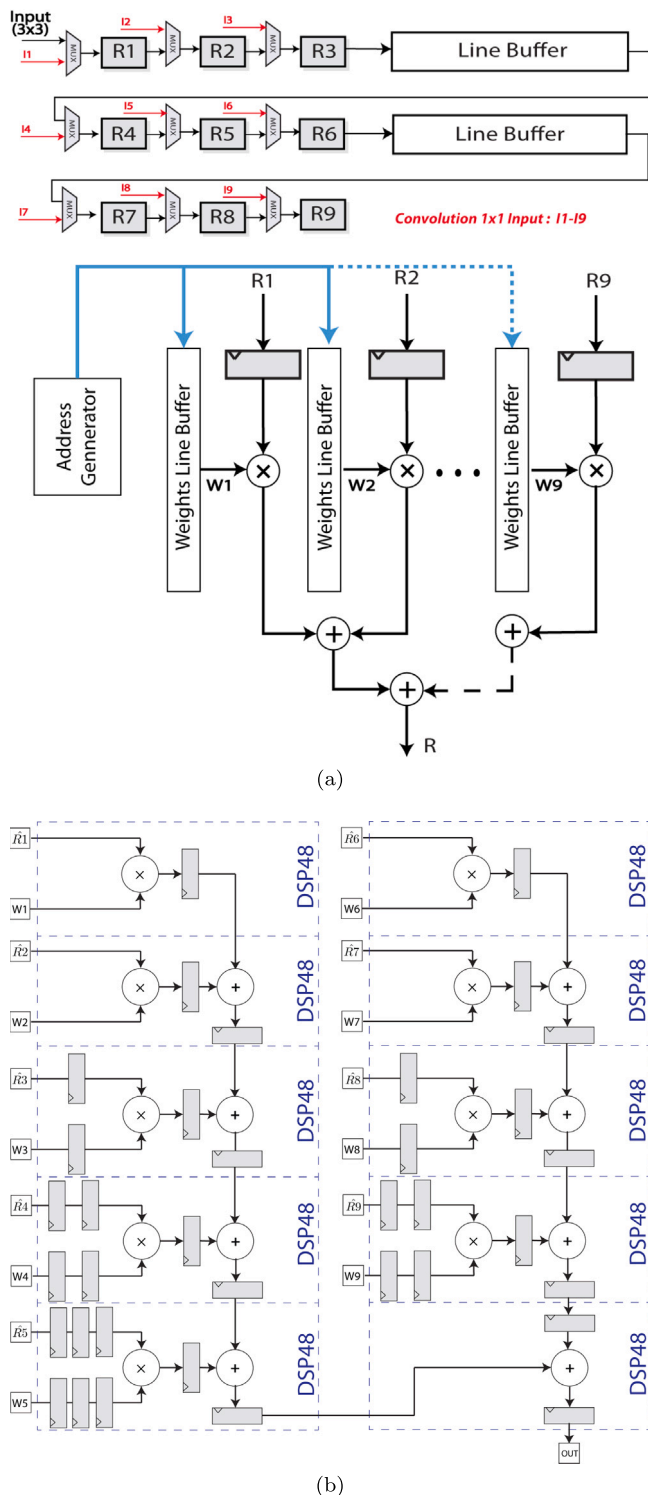 Input
(3x3)
I1
MUX
R1
I2
MUX
R2
I3
MUX
R3
Line Buffer
I4
MUX
R4
I5
MUX
R5
I6
MUX
R6
Line Buffer
I7
MUX
R7
I8
MUX
R8
I9
MUX
R9
Convolution 1x1 Input : I1-I9
R1
R2
R9
Address
Gennerator
Weights Line Buffer
W1
×
Weights Line Buffer
W2
×
• • •
Weights Line Buffer
W9
×
+
+
+
R
(a)
R̂1
W1
×
DSP48
R̂6
W6
×
DSP48
R̂2
W2
×
+
DSP48
R̂7
W7
×
+
DSP48
R̂3
W3
×
+
DSP48
R̂8
W8
×
+
DSP48
R̂4
W4
×
+
DSP48
R̂9
W9
×
+
DSP48
R̂5
W5
×
+
DSP48
+
DSP48
OUT
(b)